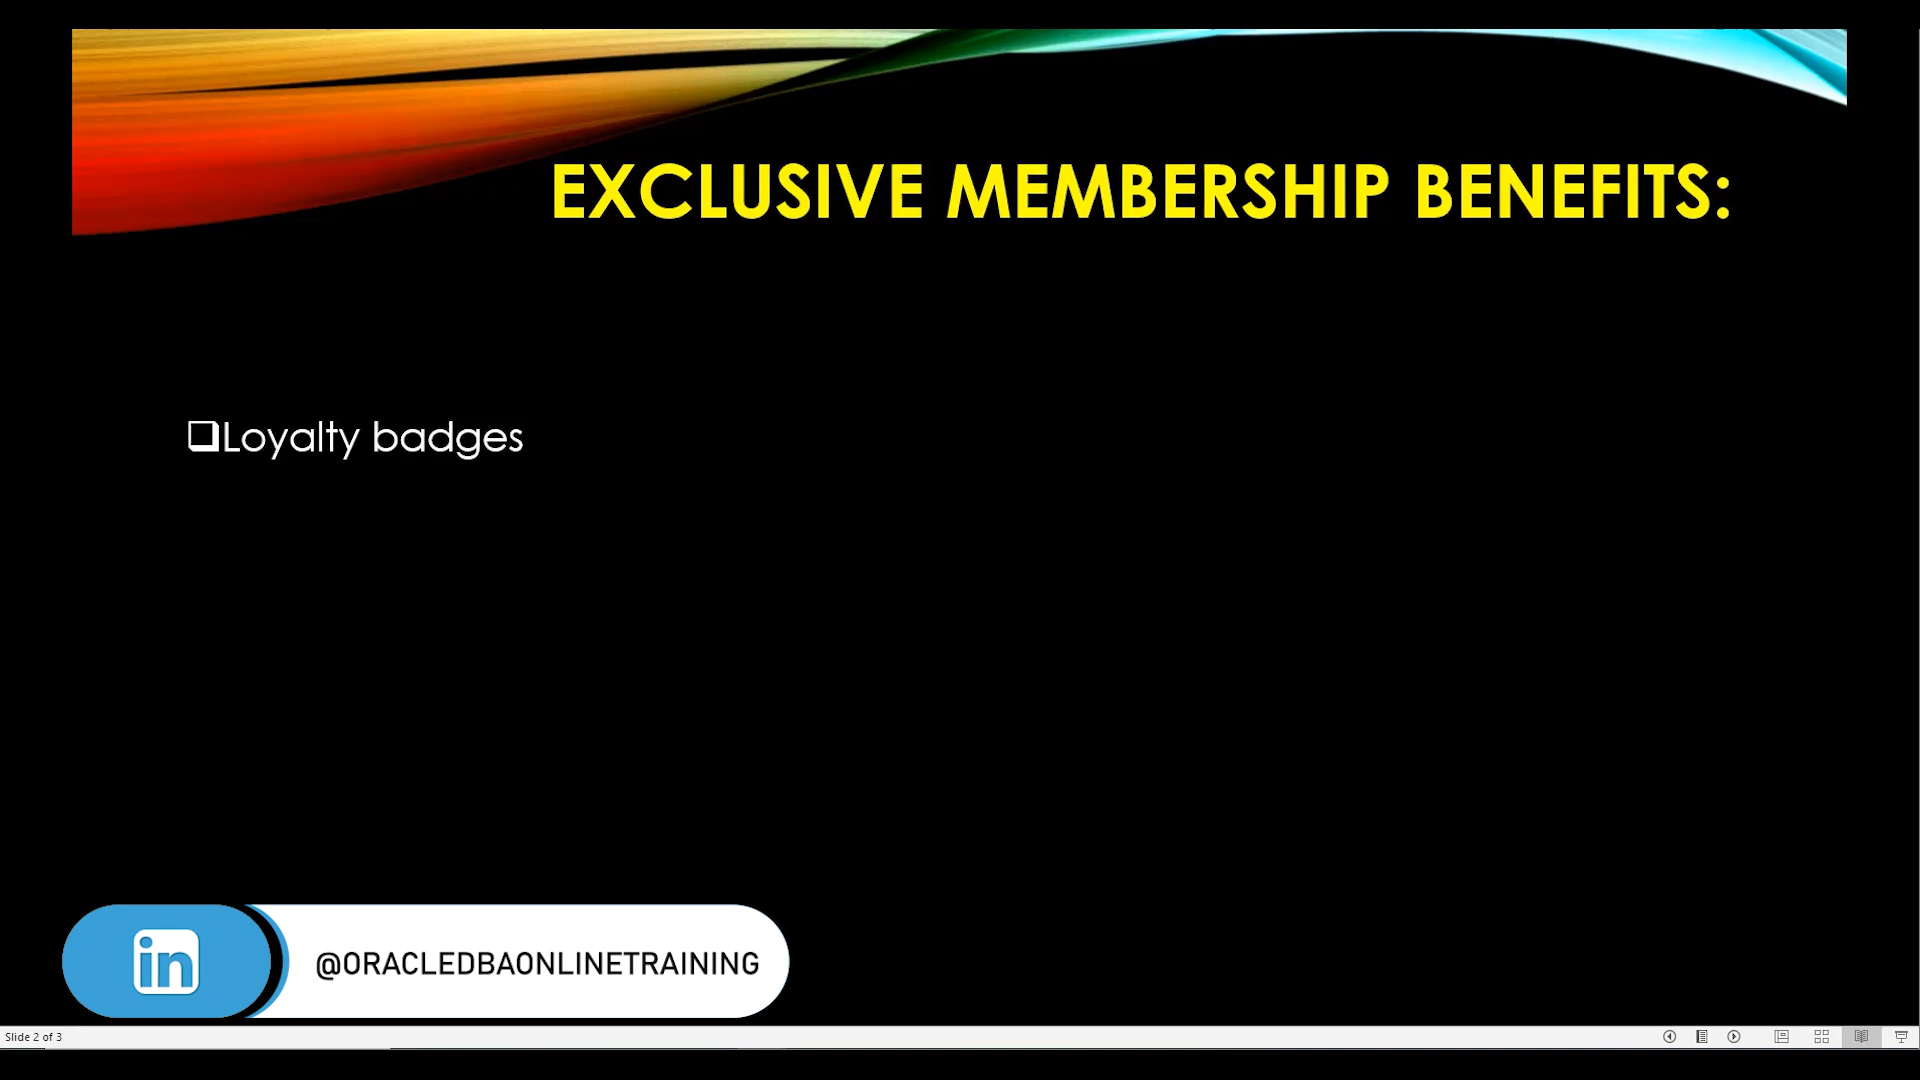 EXCLUSIVE MEMBERSHIP BENEFITS:
❑Loyalty badges
in
@ORACLEDBAONLINETRAINING
Slide 2 of 3